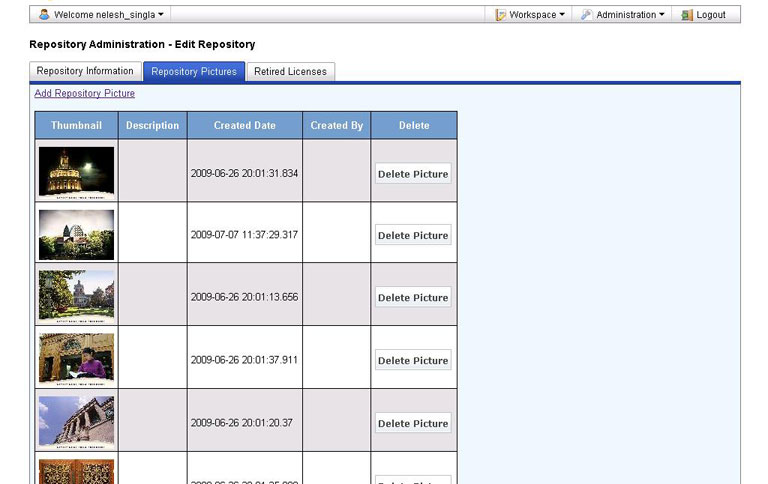 Welcome nelesh_singla Workspace Administration Logout
Repository Administration - Edit Repository
Repository Information Repository Pictures Retired Licenses
Add Repository Picture
Thumbnail Description Created Date Created By Delete
2009-06-26 20:01:31.834 Delete Picture
2009-07-07 11:37:29.317 Delete Picture
2009-06-26 20:01:13.656 Delete Picture
2009-06-26 20:01:37.911 Delete Picture
2009-06-26 20:01:20.37 Delete Picture